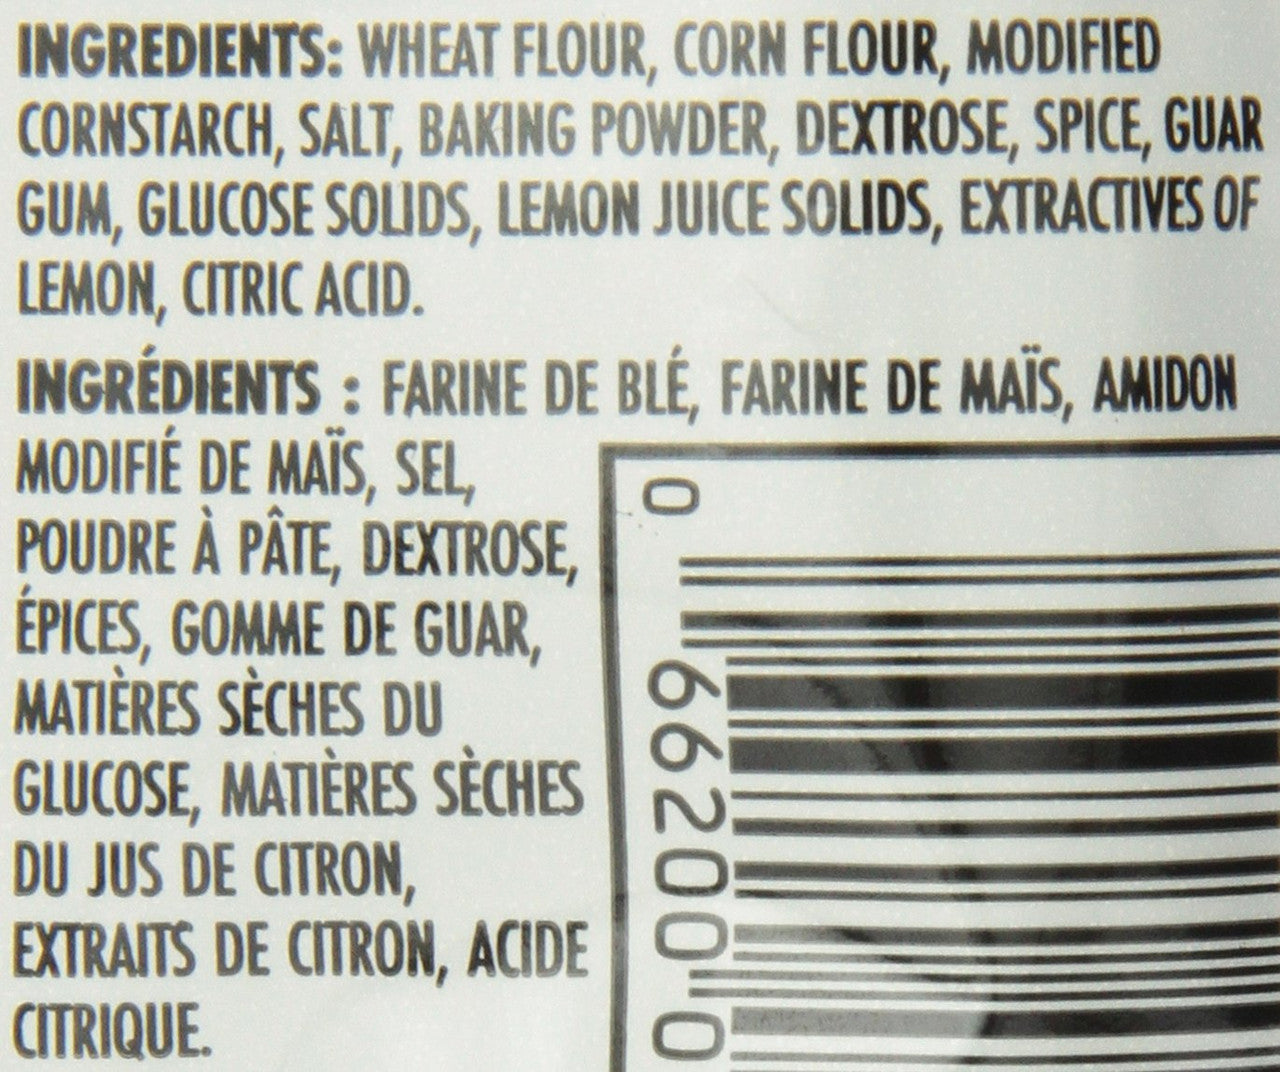 INGREDIENTS: WHEAT FLOUR, CORN FLOUR, MODIFIED
CORNSTARCH, SALT, BAKING POWDER, DEXTROSE, SPICE, GUAR
GUM, GLUCOSE SOLIDS, LEMON JUICE SOLIDS, EXTRACTIVES OF
LEMON, CITRIC ACID.
INGRÉDIENTS : FARINE DE BLÉ, FARINE DE MAÏS, AMIDON
MODIFIÉ DE MAÏS, SEL,
POUDRE À PÂTE, DEXTROSE,
ÉPICES, GOMME DE GUAR,
MATIÈRES SÈCHES DU
GLUCOSE, MATIÈRES SÈCHES
DU JUS DE CITRON,
EXTRAITS DE CITRON, ACIDE
CITRIQUE.
0 66200 0